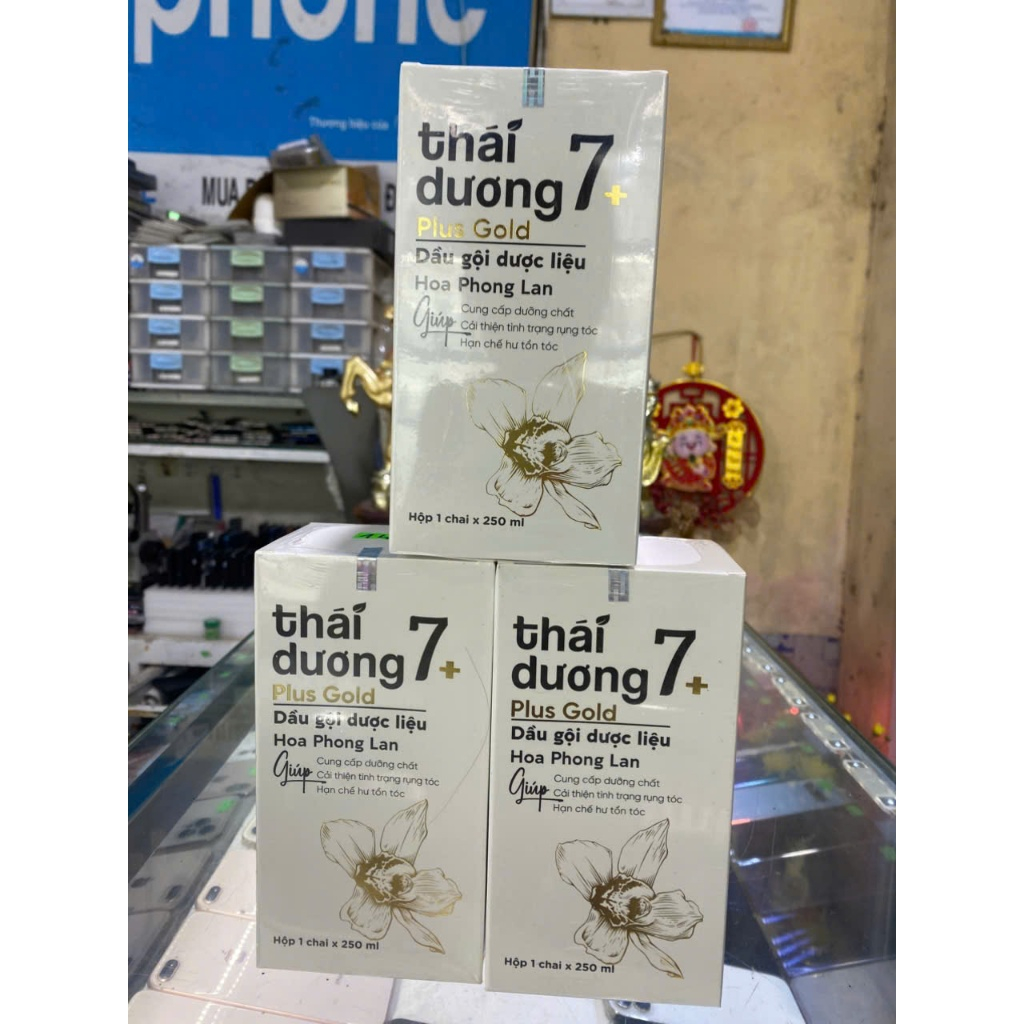 phone
Thương hiệu của
MUA
thái
dương 7+
Plus Gold
Dầu gội dược liệu
Hoa Phong Lan
Giúp
Cung cấp dưỡng chất
Cải thiện tình trạng rụng tóc
Hạn chế hư tổn tóc
Hộp 1 chai x 250 ml
thái
dương 7+
Plus Gold
Dầu gội dược liệu
Hoa Phong Lan
Giúp
Cung cấp dưỡng chất
Cải thiện tình trạng rụng tóc
Hạn chế hư tổn tóc
Hộp 1 chai x 250 ml
thái
dương 7+
Plus Gold
Dầu gội dược liệu
Hoa Phong Lan
Giúp
Cung cấp dưỡng chất
Cải thiện tình trạng rụng tóc
Hạn chế hư tổn tóc
Hộp 1 chai x 250 ml